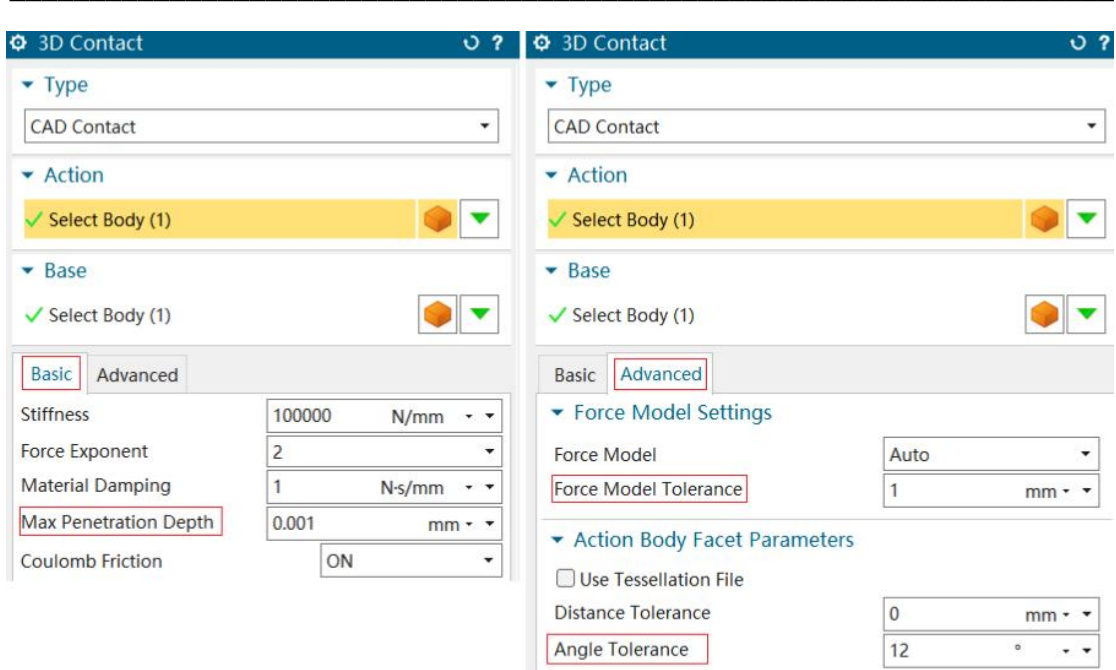 3D Contact
Type
CAD Contact
Action
Select Body (1)
Base
Select Body (1)
Basic Advanced
Stiffness 100000 N/mm
Force Exponent 2
Material Damping 1 N·s/mm
Max Penetration Depth 0.001 mm
Coulomb Friction ON
3D Contact
Type
CAD Contact
Action
Select Body (1)
Base
Select Body (1)
Basic Advanced
Force Model Settings
Force Model Auto
Force Model Tolerance 1 mm
Action Body Facet Parameters
Use Tessellation File
Distance Tolerance 0 mm
Angle Tolerance 12 °